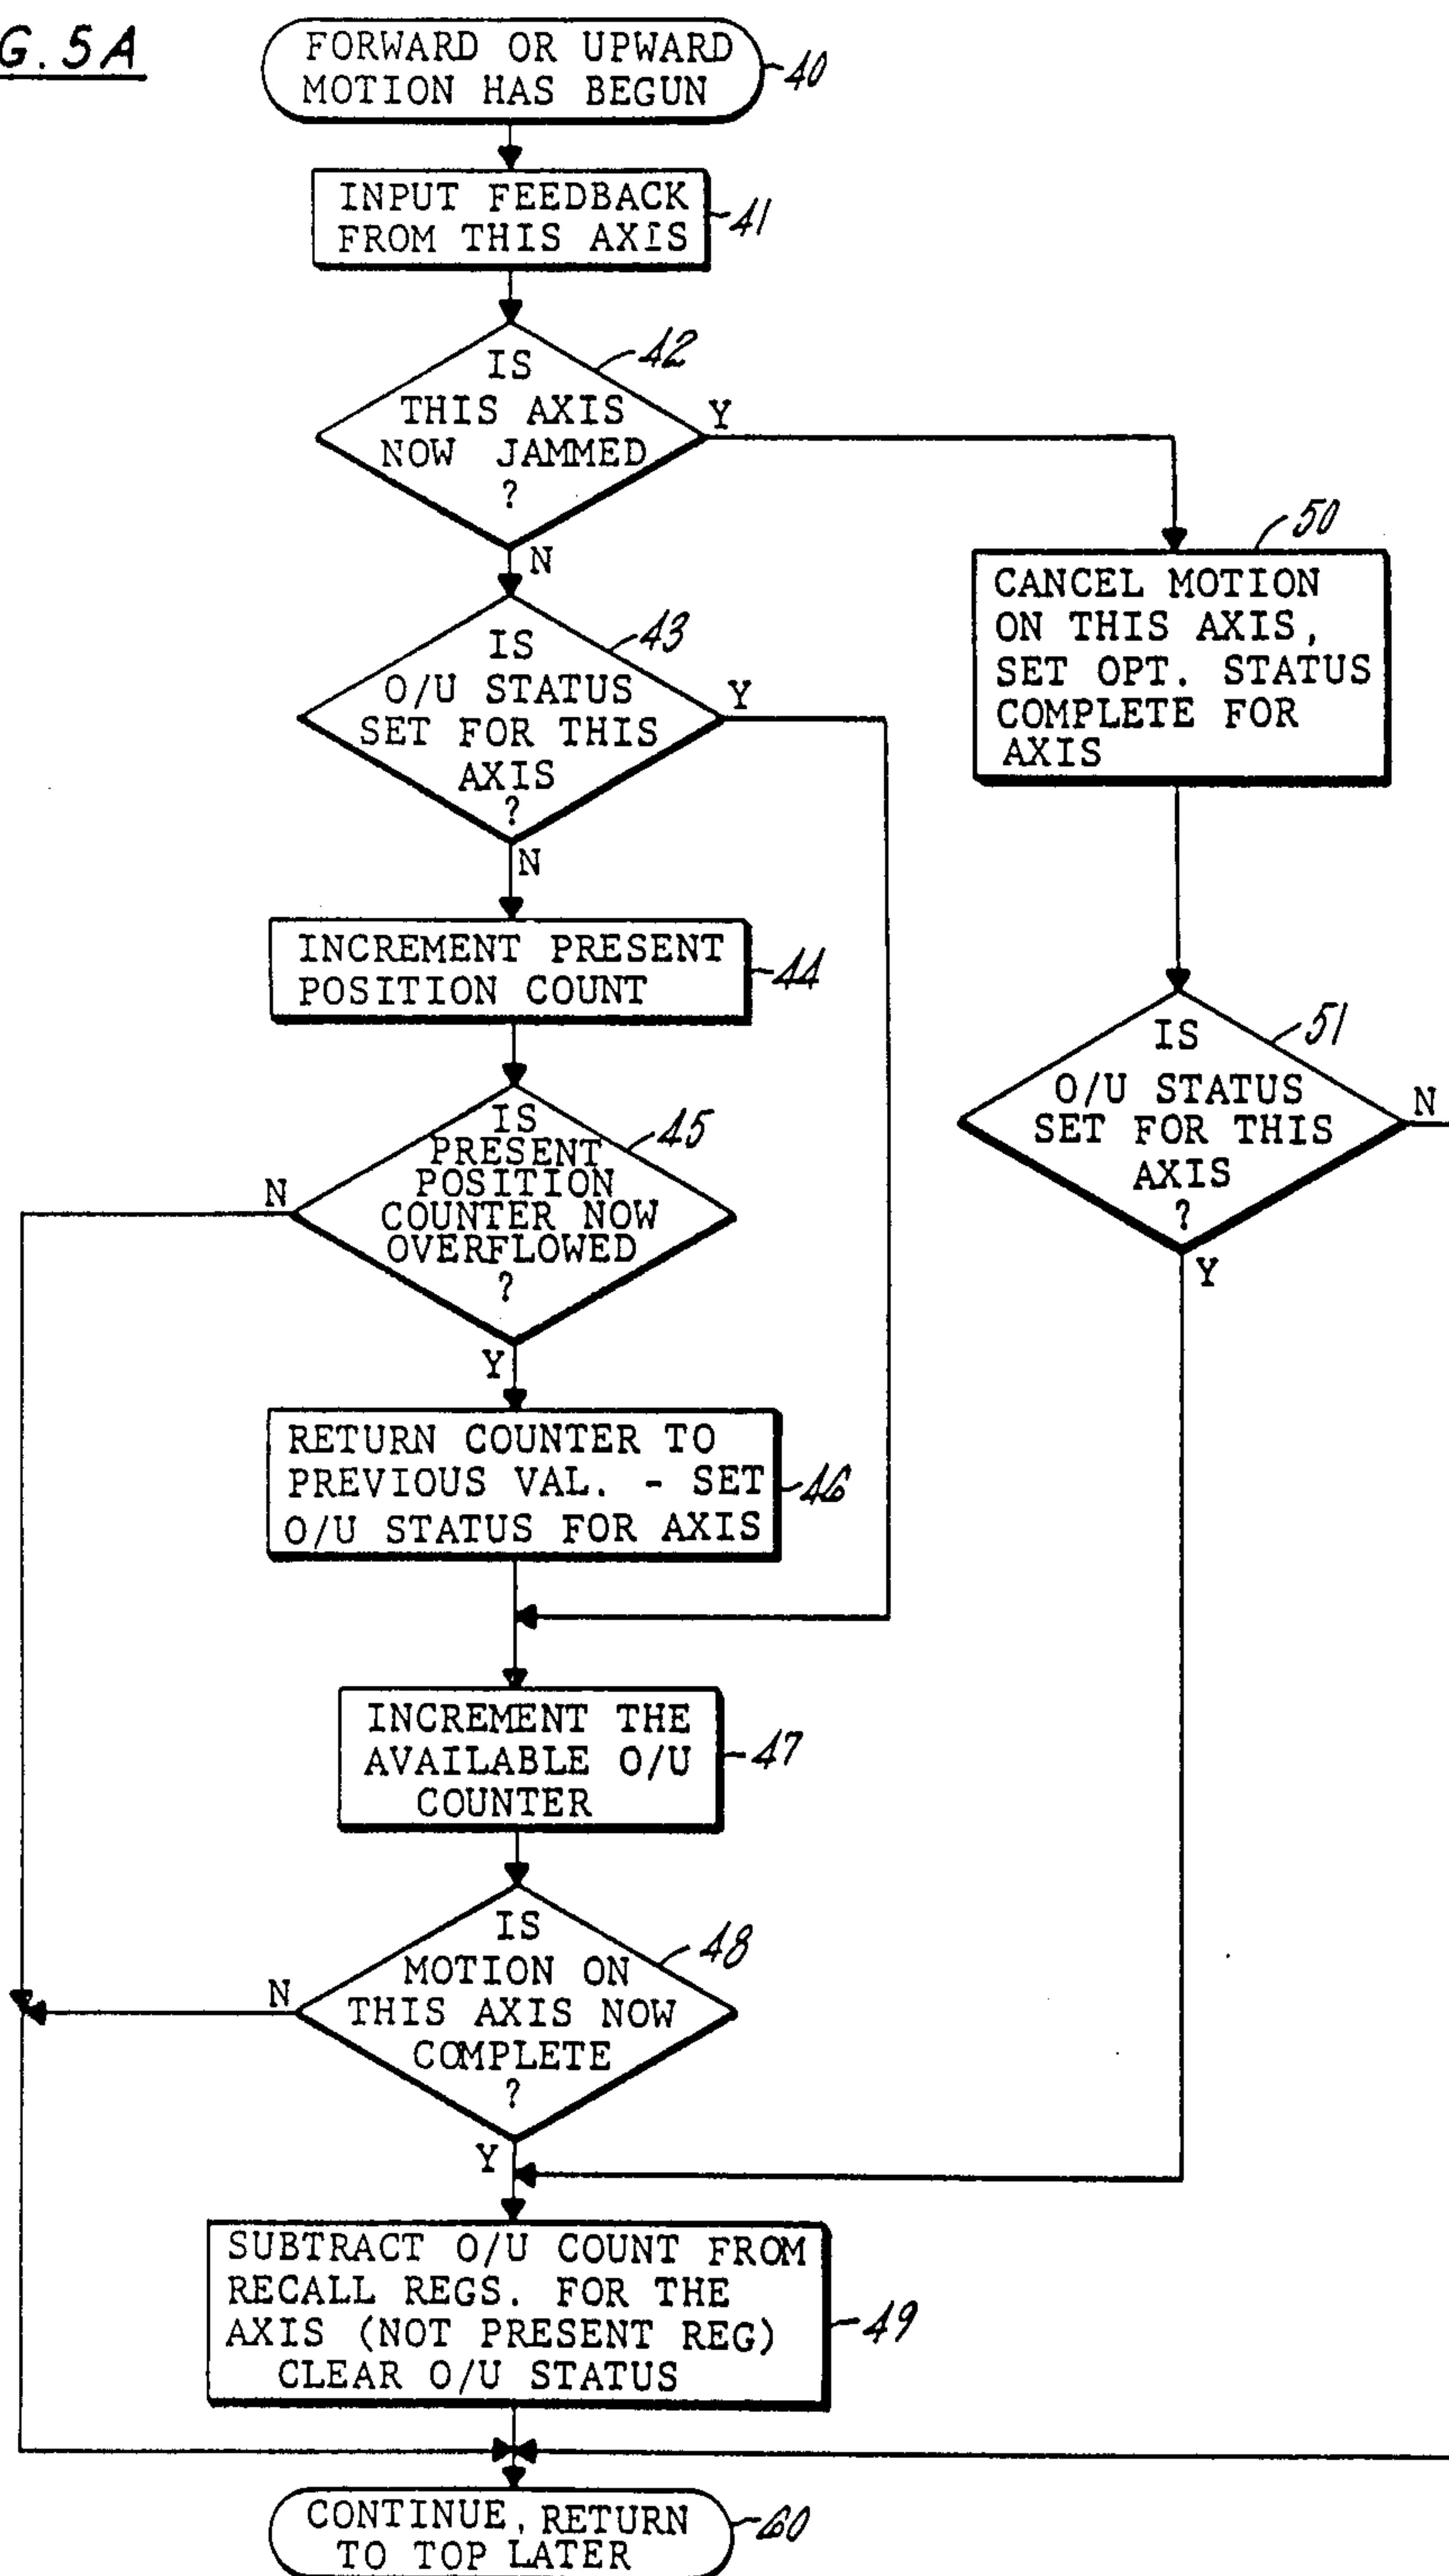 G. 5A
FORWARD OR UPWARD
MOTION HAS BEGUN
40
INPUT FEEDBACK
FROM THIS AXIS
41
IS
THIS AXIS
NOW JAMMED
?
42
Y
N
IS
O/U STATUS
SET FOR THIS
AXIS
?
43
Y
N
CANCEL MOTION
ON THIS AXIS,
SET OPT. STATUS
COMPLETE FOR
AXIS
50
INCREMENT PRESENT
POSITION COUNT
44
IS
O/U STATUS
SET FOR THIS
AXIS
?
51
N
Y
IS
PRESENT
POSITION
COUNTER NOW
OVERFLOWED
?
45
N
Y
RETURN COUNTER TO
PREVIOUS VAL. - SET
O/U STATUS FOR AXIS
46
INCREMENT THE
AVAILABLE O/U
COUNTER
47
IS
MOTION ON
THIS AXIS NOW
COMPLETE
?
48
N
Y
SUBTRACT O/U COUNT FROM
RECALL REGS. FOR THE
AXIS (NOT PRESENT REG)
CLEAR O/U STATUS
49
CONTINUE, RETURN
TO TOP LATER
60